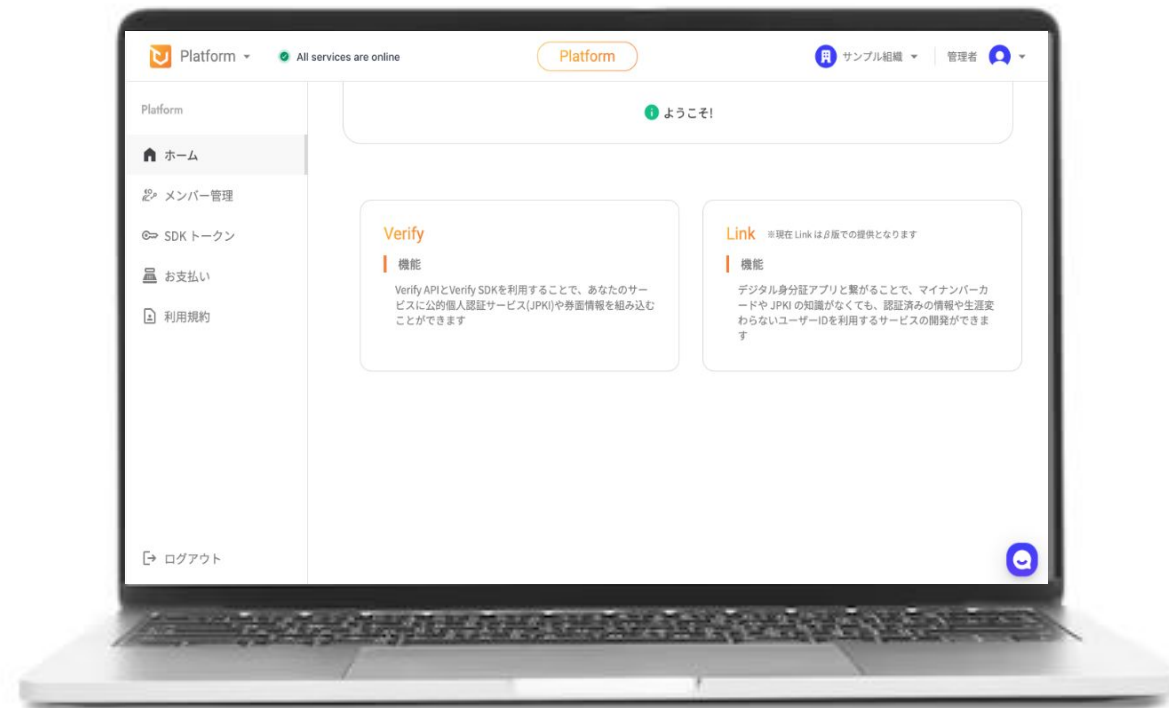 Platform
All services are online
Platform
サンプル組織
管理者
Platform
ようこそ!
ホーム
メンバー管理
SDK トークン
お支払い
利用規約
ログアウト
Verify
機能
Verify APIとVerify SDKを利用することで、あなたのサー
ビスに公的個人認証サービス(JPKI)や券面情報を組み込む
ことができます
Link ※現在 Link はβ版での提供となります
機能
デジタル身分証アプリと繋がることで、マイナンバーカ
ードや JPKI の知識がなくても、認証済みの情報や生涯変
わらないユーザーIDを利用するサービスの開発ができま
す